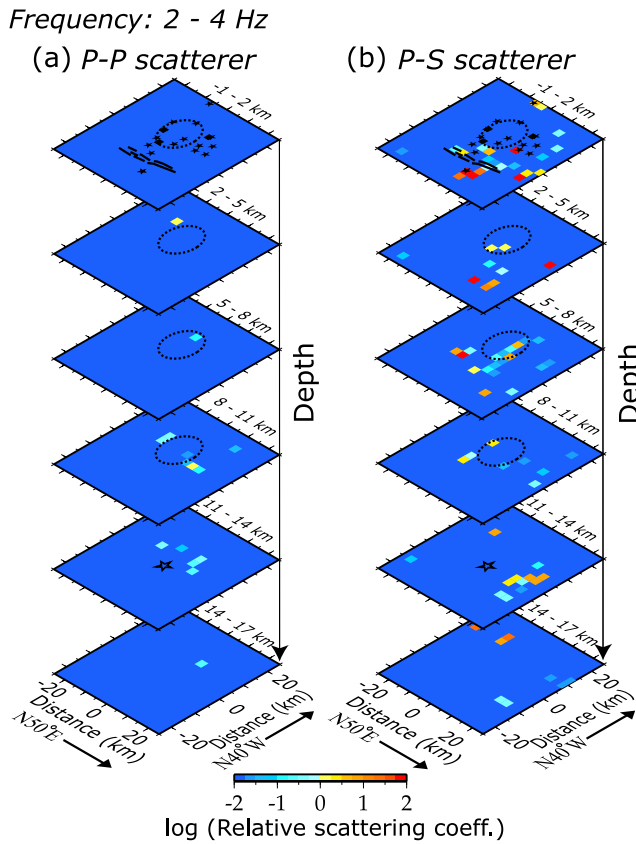 Frequency: 2 - 4 Hz
(a) P-P scatterer
(b) P-S scatterer
-1 - 2 km
2 - 5 km
5 - 8 km
8 - 11 km
11 - 14 km
14 - 17 km
Depth
-20
0
20
Distance (km)
N50°E
-20
0
20
Distance (km)
N40°W
-1 - 2 km
2 - 5 km
5 - 8 km
8 - 11 km
11 - 14 km
14 - 17 km
Depth
-20
0
20
Distance (km)
N50°E
-20
0
20
Distance (km)
N40°W
-2 -1 0 1 2
log (Relative scattering coeff.)